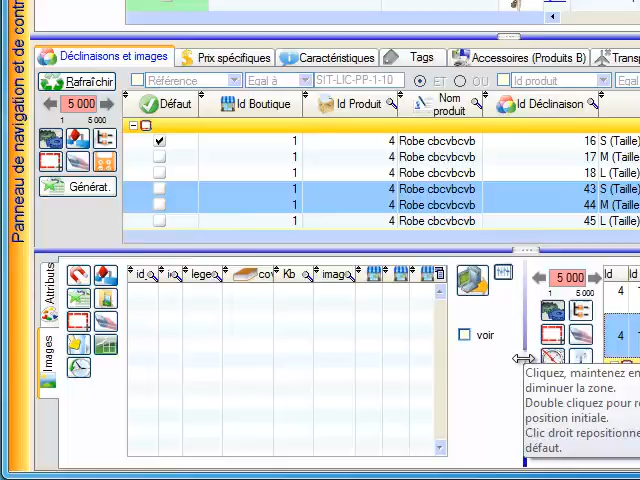 Panneau de navigation et de contr
Déclinaisons et images
Prix spécifiques
Caractéristiques
Tags
Accessoires (Produits B)
Transp
Rafraîchir
Référence
Egal à
SIT-LIC-PP-1-10
ET
OU
Id produit
Egal
5 000
1 5 000
Défaut
Id Boutique
Id Produit
Nom produit
Id Déclinaison
1 4 Robe cbcvbcvb 16 S (Taille)
1 4 Robe cbcvbcvb 17 M (Taille)
1 4 Robe cbcvbcvb 18 L (Taille)
1 4 Robe cbcvbcvb 43 S (Taille)
1 4 Robe cbcvbcvb 44 M (Taille)
1 4 Robe cbcvbcvb 45 L (Taille)
Générat.
Attributs
Images
id_
lege
cov
Kb
imag
voir
5 000
1 5 000
Id
Id
4
4
Cliquez, maintenez en
diminuer la zone.
Double cliquez pour r
position initiale.
Clic droit repositionne
défaut.